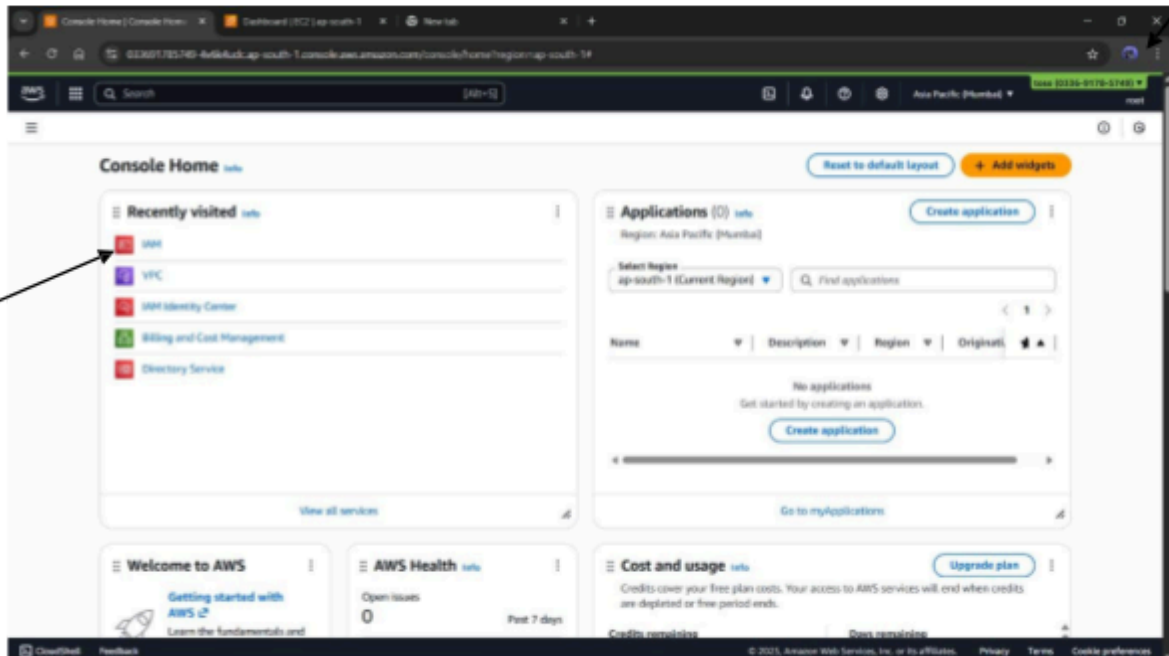 Console Home | Console Hom
Dashboard | EC2 | ap-south-1
New tab
aws
Search
[Alt+S]
Asia Pacific (Mumbai)
root
Console Home Info
Reset to default layout
+ Add widgets
Recently visited Info
IAM
VPC
IAM Identity Center
Billing and Cost Management
Directory Service
View all services
Applications (0) Info
Create application
Region: Asia Pacific (Mumbai)
Select Region
ap-south-1 (Current Region)
Find applications
1
Name
Description
Region
Originati
No applications
Get started by creating an application.
Create application
Go to myApplications
Welcome to AWS
Getting started with
AWS
Learn the fundamentals and
AWS Health Info
Open issues
0
Past 7 days
Cost and usage Info
Upgrade plan
Credits cover your free plan costs. Your access to AWS services will end when credits
are depleted or free period ends.
Credits remaining
Days remaining
CloudShell
Feedback
© 2025, Amazon Web Services, Inc. or its affiliates.
Privacy
Terms
Cookie preferences